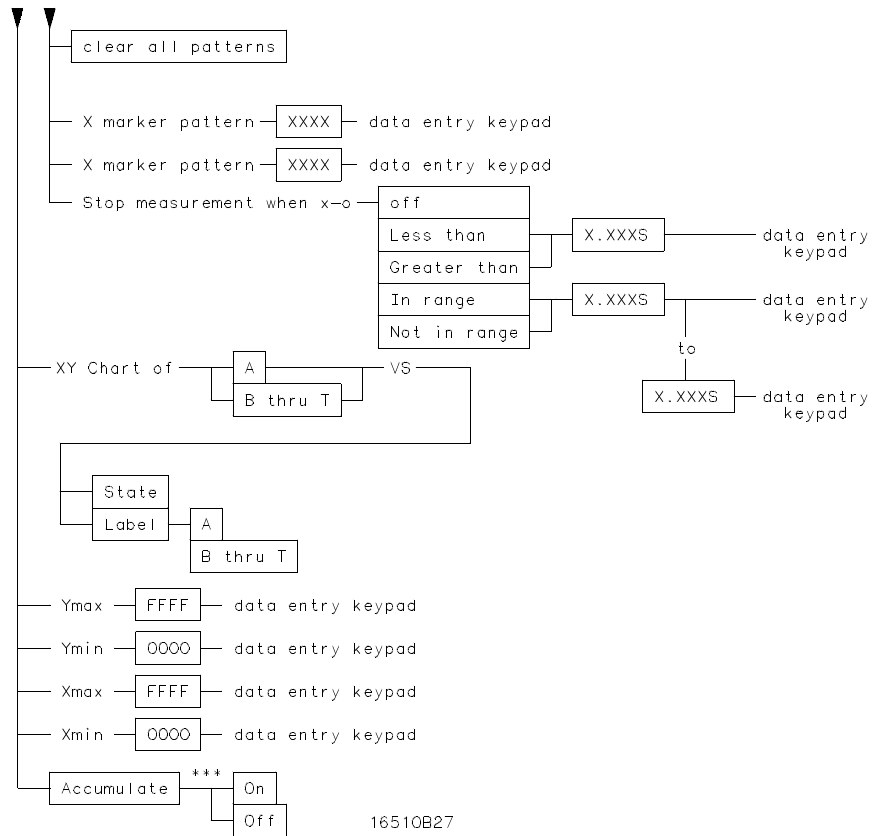 clear all patterns
X marker pattern XXXX data entry keypad
X marker pattern XXXX data entry keypad
Stop measurement when x-o off
Less than X.XXXS data entry
keypad
Greater than
In range X.XXXS data entry
keypad
Not in range
to
XY Chart of A VS
X.XXXS data entry
keypad
B thru T
State
Label A
B thru T
Ymax FFFF data entry keypad
Ymin 0000 data entry keypad
Xmax FFFF data entry keypad
Xmin 0000 data entry keypad
Accumulate *** On
Off
16510B27